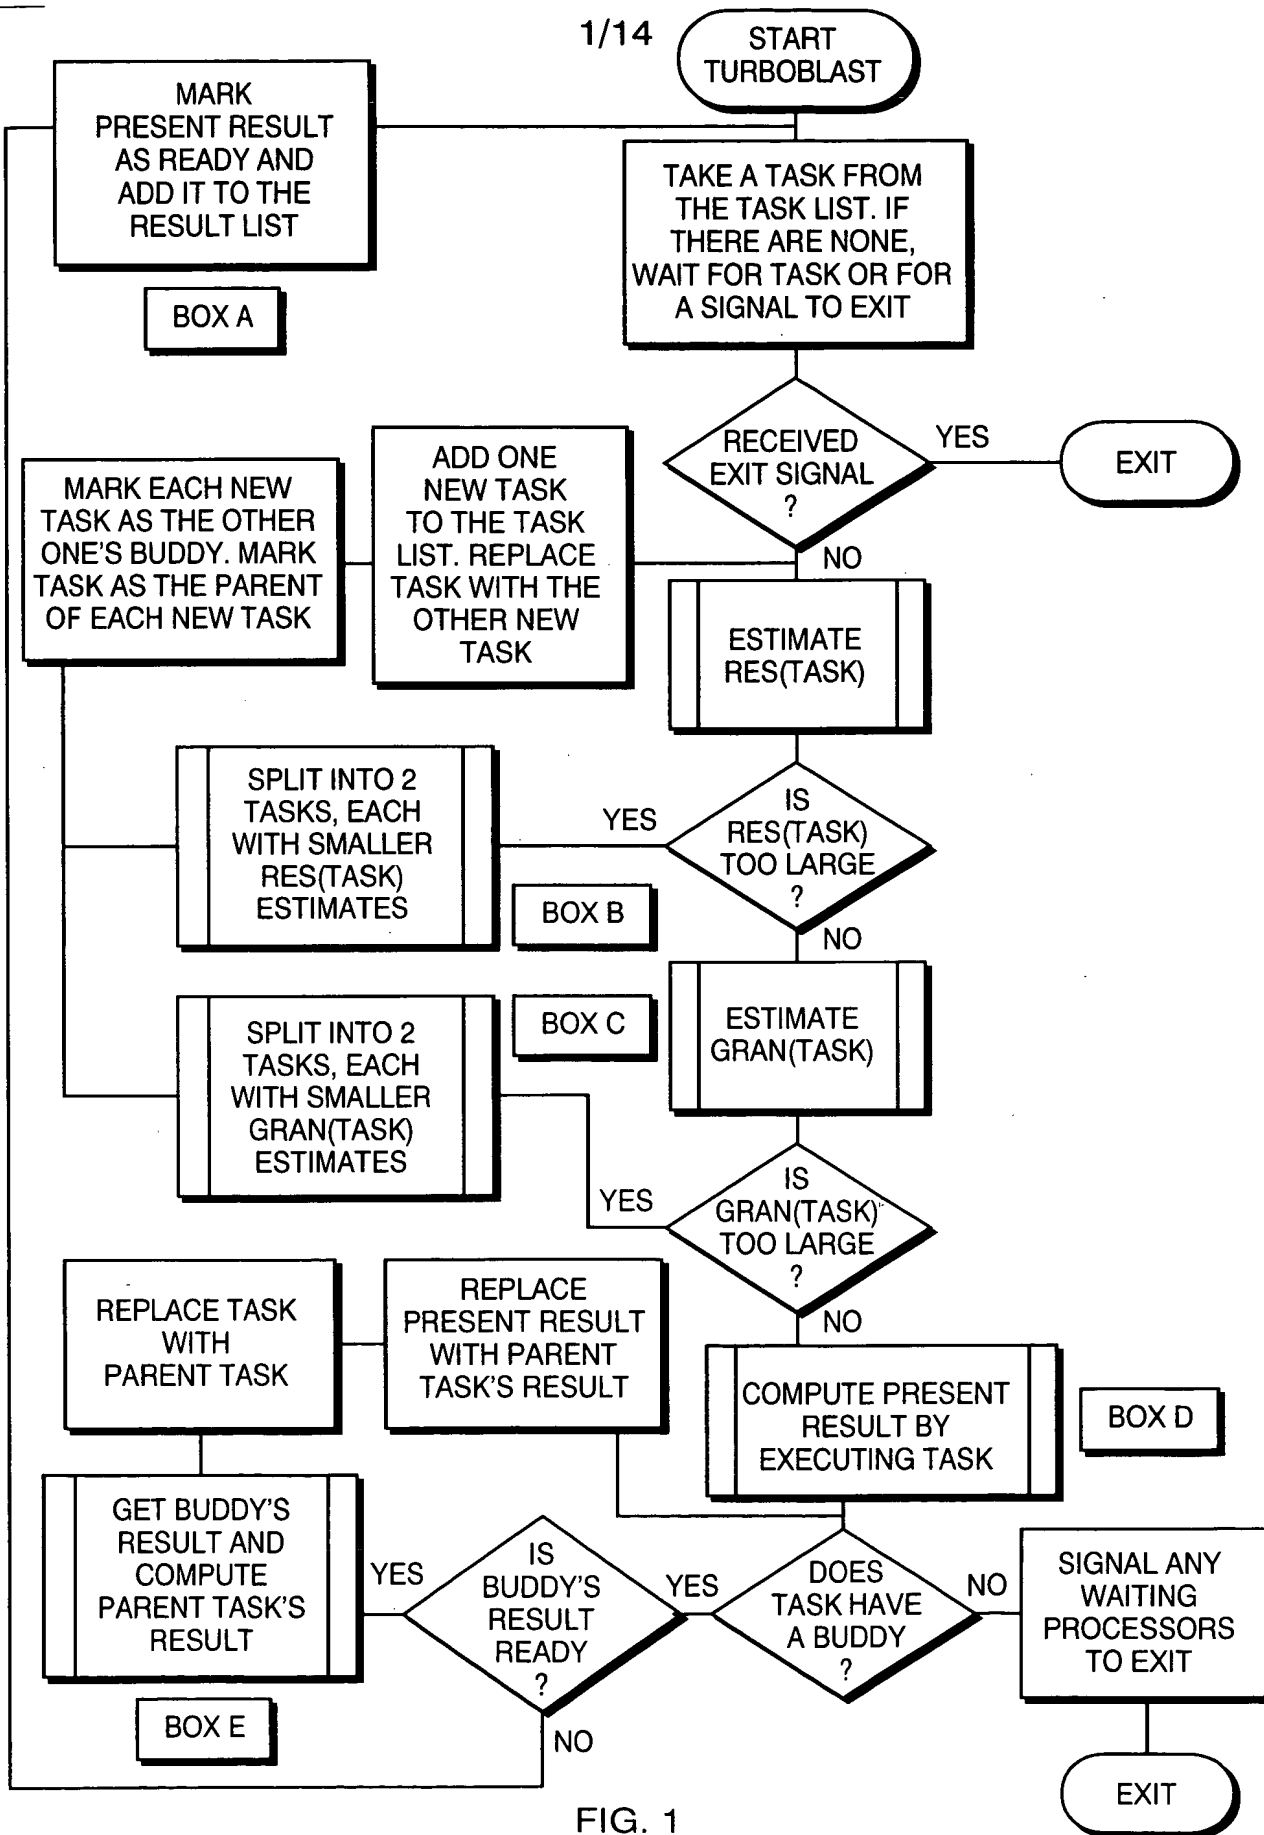 1/14
START
TURBOBLAST
MARK
PRESENT RESULT
AS READY AND
ADD IT TO THE
RESULT LIST
BOX A
TAKE A TASK FROM
THE TASK LIST. IF
THERE ARE NONE,
WAIT FOR TASK OR FOR
A SIGNAL TO EXIT
RECEIVED
EXIT SIGNAL
?
YES
EXIT
NO
ADD ONE
NEW TASK
TO THE TASK
LIST. REPLACE
TASK WITH THE
OTHER NEW
TASK
MARK EACH NEW
TASK AS THE OTHER
ONE'S BUDDY. MARK
TASK AS THE PARENT
OF EACH NEW TASK
ESTIMATE
RES(TASK)
IS
RES(TASK)
TOO LARGE
?
YES
NO
SPLIT INTO 2
TASKS, EACH
WITH SMALLER
RES(TASK)
ESTIMATES
BOX B
ESTIMATE
GRAN(TASK)
BOX C
SPLIT INTO 2
TASKS, EACH
WITH SMALLER
GRAN(TASK)
ESTIMATES
IS
GRAN(TASK)
TOO LARGE
?
YES
NO
REPLACE TASK
WITH
PARENT TASK
REPLACE
PRESENT RESULT
WITH PARENT
TASK'S RESULT
COMPUTE PRESENT
RESULT BY
EXECUTING TASK
BOX D
GET BUDDY'S
RESULT AND
COMPUTE
PARENT TASK'S
RESULT
YES
IS
BUDDY'S
RESULT
READY
?
YES
DOES
TASK HAVE
A BUDDY
?
NO
SIGNAL ANY
WAITING
PROCESSORS
TO EXIT
BOX E
NO
EXIT
FIG. 1